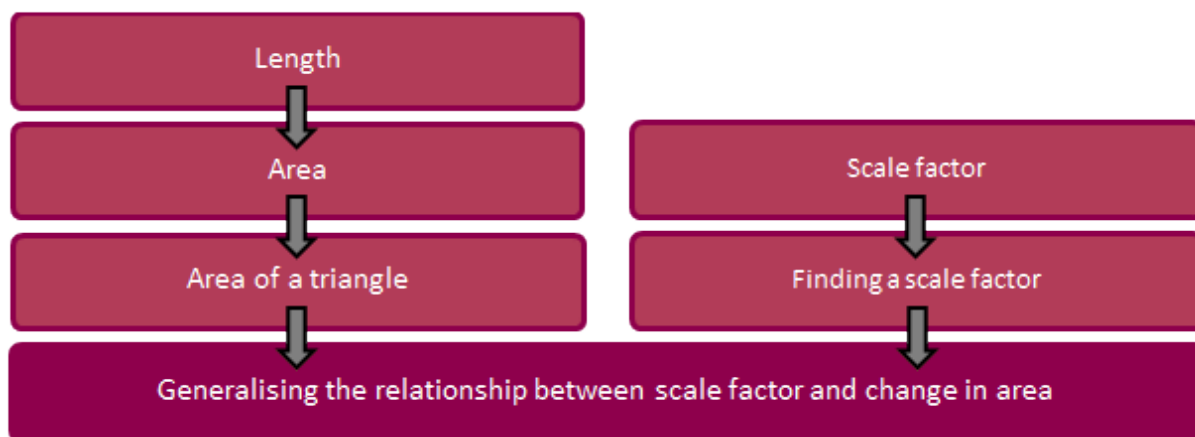 Length
Area
Scale factor
Area of a triangle
Finding a scale factor
Generalising the relationship between scale factor and change in area